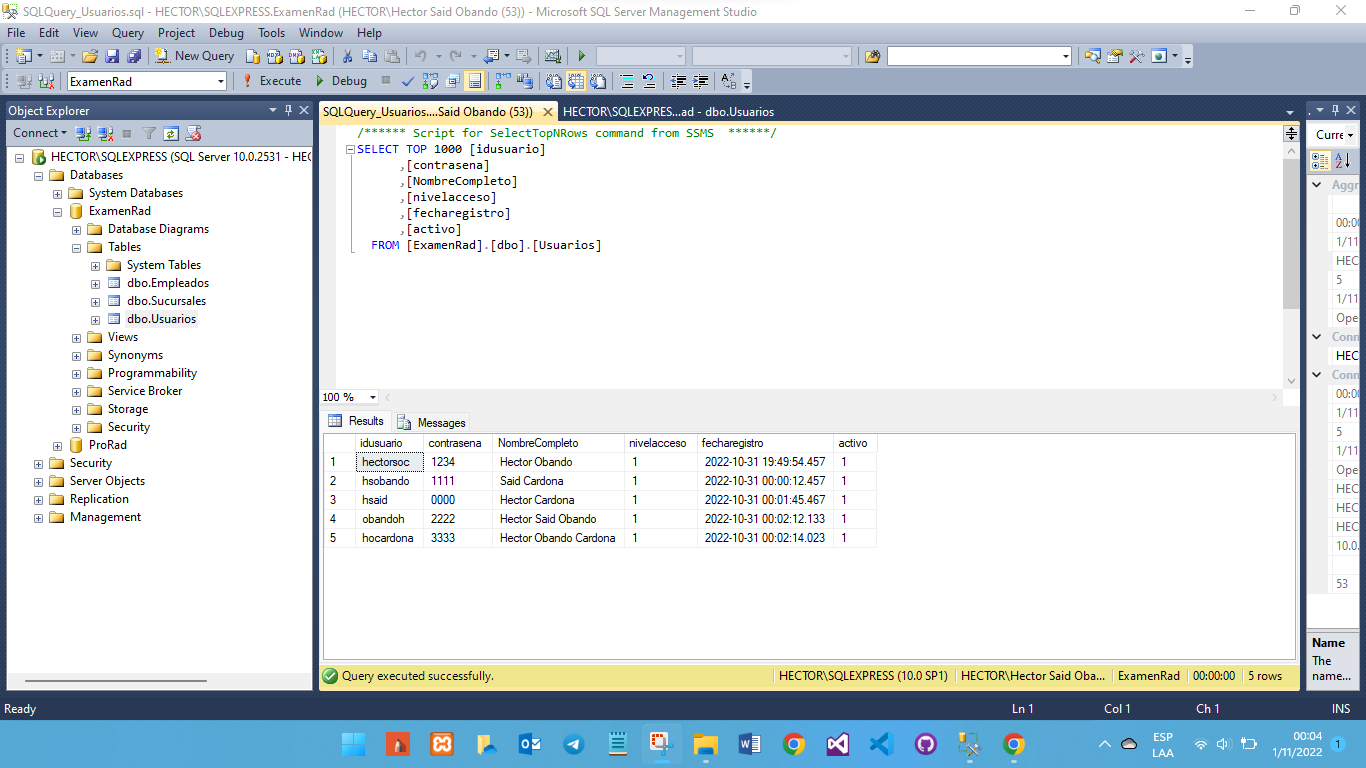 SQLQuery_Usuarios.sql - HECTOR\SQLEXPRESS.ExamenRad (HECTOR\Hector Said Obando (53)) - Microsoft SQL Server Management Studio
File Edit View Query Project Debug Tools Window Help
New Query
ExamenRad Execute Debug
Object Explorer
Connect
HECTOR\SQLEXPRESS (SQL Server 10.0.2531 - HEC
Databases
System Databases
ExamenRad
Database Diagrams
Tables
System Tables
dbo.Empleados
dbo.Sucursales
dbo.Usuarios
Views
Synonyms
Programmability
Service Broker
Storage
Security
ProRad
Security
Server Objects
Replication
Management
SQLQuery_Usuarios....Said Obando (53)) HECTOR\SQLEXPRES...ad - dbo.Usuarios
/****** Script for SelectTopNRows command from SSMS ******/
SELECT TOP 1000 [idusuario]
,[contrasena]
,[NombreCompleto]
,[nivelacceso]
,[fecharegistro]
,[activo]
FROM [ExamenRad].[dbo].[Usuarios]
100 %
Results Messages
idusuario contrasena NombreCompleto nivelacceso fecharegistro activo
1 hectorsoc 1234 Hector Obando 1 2022-10-31 19:49:54.457 1
2 hsobando 1111 Said Cardona 1 2022-10-31 00:00:12.457 1
3 hsaid 0000 Hector Cardona 1 2022-10-31 00:01:45.467 1
4 obandoh 2222 Hector Said Obando 1 2022-10-31 00:02:12.133 1
5 hocardona 3333 Hector Obando Cardona 1 2022-10-31 00:02:14.023 1
Query executed successfully. HECTOR\SQLEXPRESS (10.0 SP1) HECTOR\Hector Said Oba... ExamenRad 00:00:00 5 rows
Curre
Aggr
00:00
1/11
HEC
5
1/11
Ope
Conn
HEC
Conn
00:00
1/11
5
1/11
Ope
HEC
HEC
HEC
10.0.
53
Name
The
name...
Ready Ln 1 Col 1 Ch 1 INS
ESP
LAA
00:04
1/11/2022
1